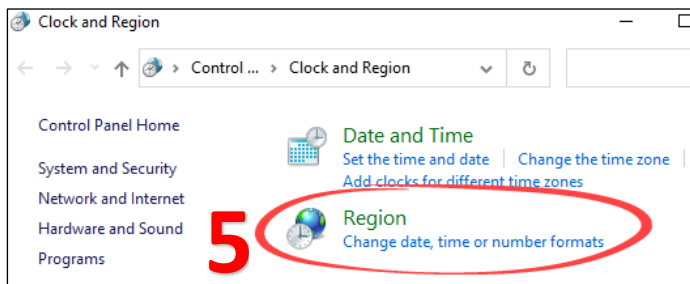 Clock and Region
Control ... > Clock and Region
Control Panel Home
System and Security
Network and Internet
Hardware and Sound
Programs
Date and Time
Set the time and date | Change the time zone |
Add clocks for different time zones
5
Region
Change date, time or number formats